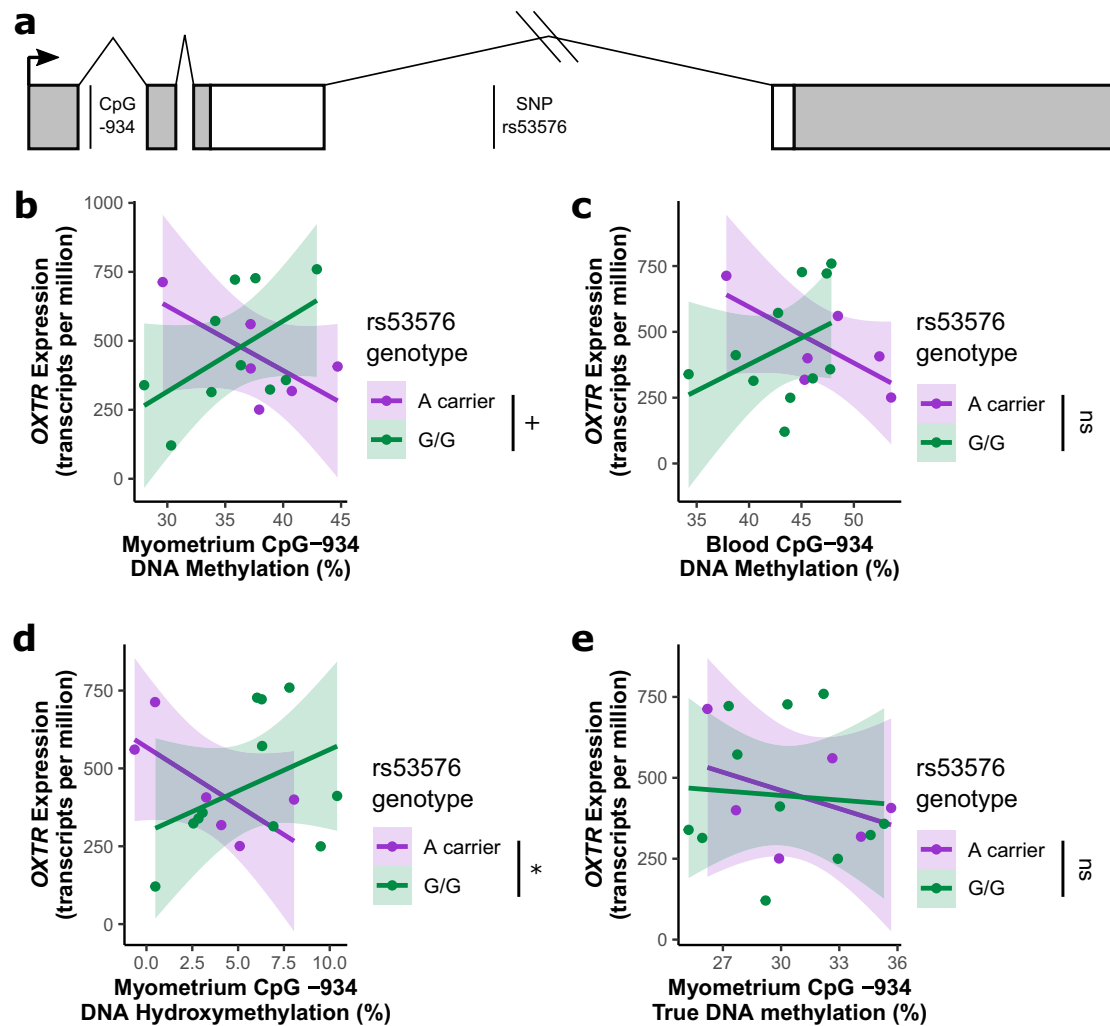 a
CpG
-934
SNP
rs53576
b
OXTR Expression
(transcripts per million)
1000
750
500
250
0
30 35 40 45
Myometrium CpG−934
DNA Methylation (%)
rs53576
genotype
A carrier
G/G
+
c
OXTR Expression
(transcripts per million)
750
500
250
0
35 40 45 50
Blood CpG−934
DNA Methylation (%)
rs53576
genotype
A carrier
G/G
ns
d
OXTR Expression
(transcripts per million)
750
500
250
0
0.0 2.5 5.0 7.5 10.0
Myometrium CpG −934
DNA Hydroxymethylation (%)
rs53576
genotype
A carrier
G/G
*
e
OXTR Expression
(transcripts per million)
750
500
250
0
27 30 33 36
Myometrium CpG −934
True DNA methylation (%)
rs53576
genotype
A carrier
G/G
ns